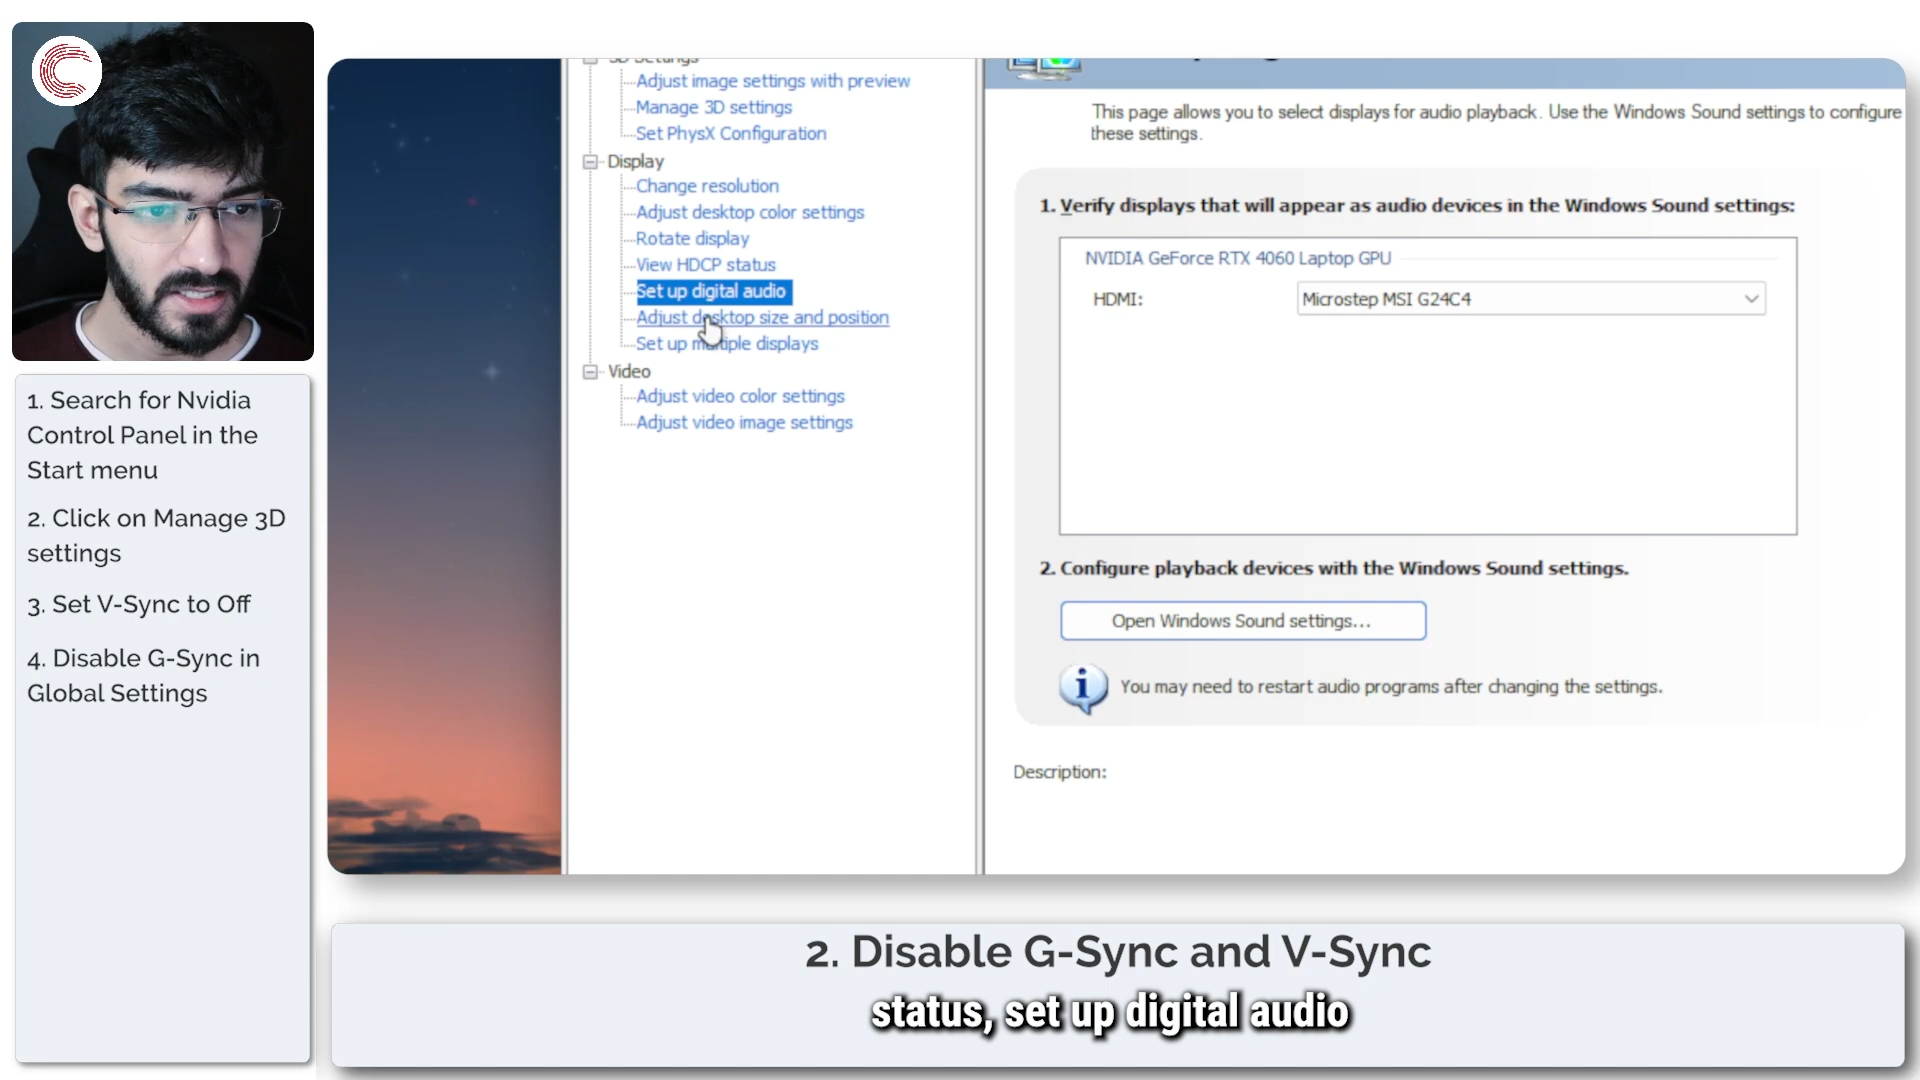 1. Search for Nvidia
Control Panel in the
Start menu
2. Click on Manage 3D
settings
3. Set V-Sync to Off
4. Disable G-Sync in
Global Settings
3D Settings
Adjust image settings with preview
Manage 3D settings
Set PhysX Configuration
Display
Change resolution
Adjust desktop color settings
Rotate display
View HDCP status
Set up digital audio
Adjust desktop size and position
Set up multiple displays
Video
Adjust video color settings
Adjust video image settings
This page allows you to select displays for audio playback. Use the Windows Sound settings to configure
these settings.
1. Verify displays that will appear as audio devices in the Windows Sound settings:
NVIDIA GeForce RTX 4060 Laptop GPU
HDMI:
Microstep MSI G24C4
2. Configure playback devices with the Windows Sound settings.
Open Windows Sound settings...
You may need to restart audio programs after changing the settings.
Description:
2. Disable G-Sync and V-Sync
status, set up digital audio